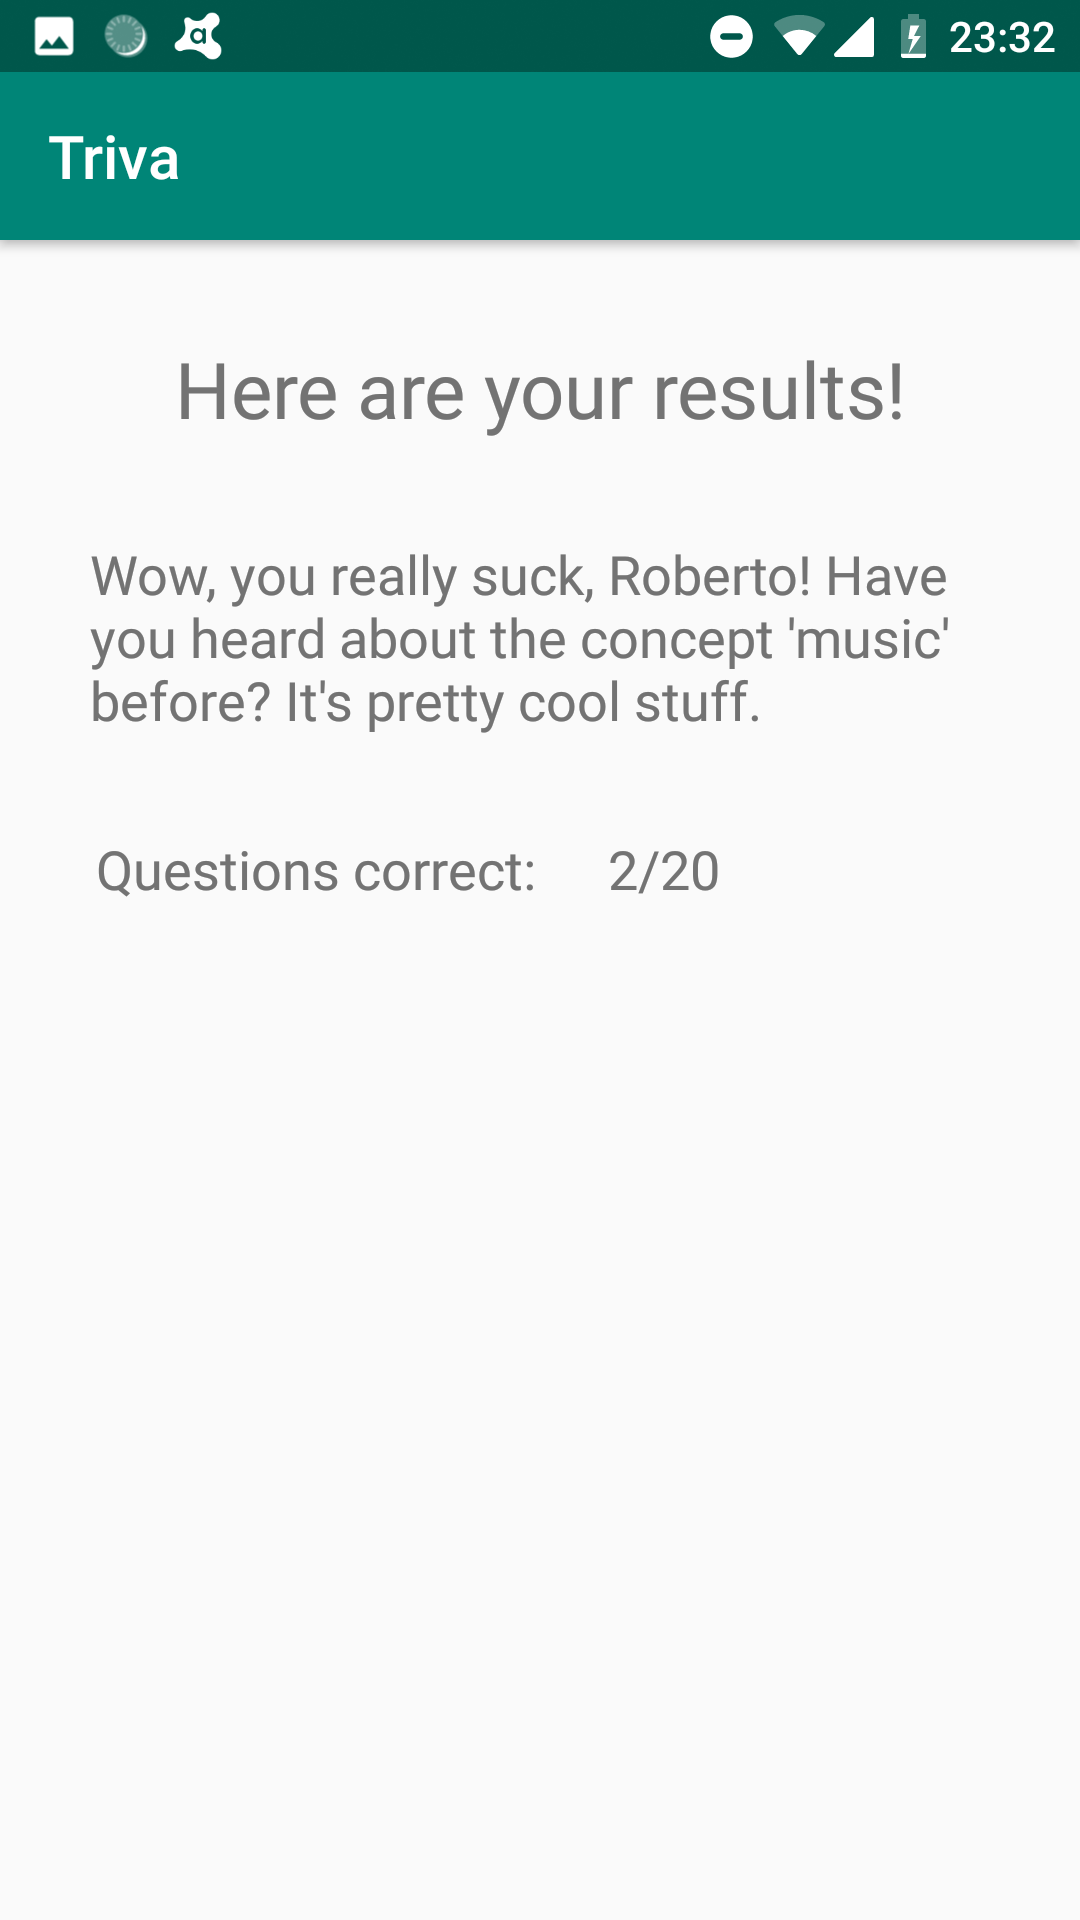 23:32
Triva
Here are your results!
Wow, you really suck, Roberto! Have
you heard about the concept 'music'
before? It's pretty cool stuff.
Questions correct: 2/20